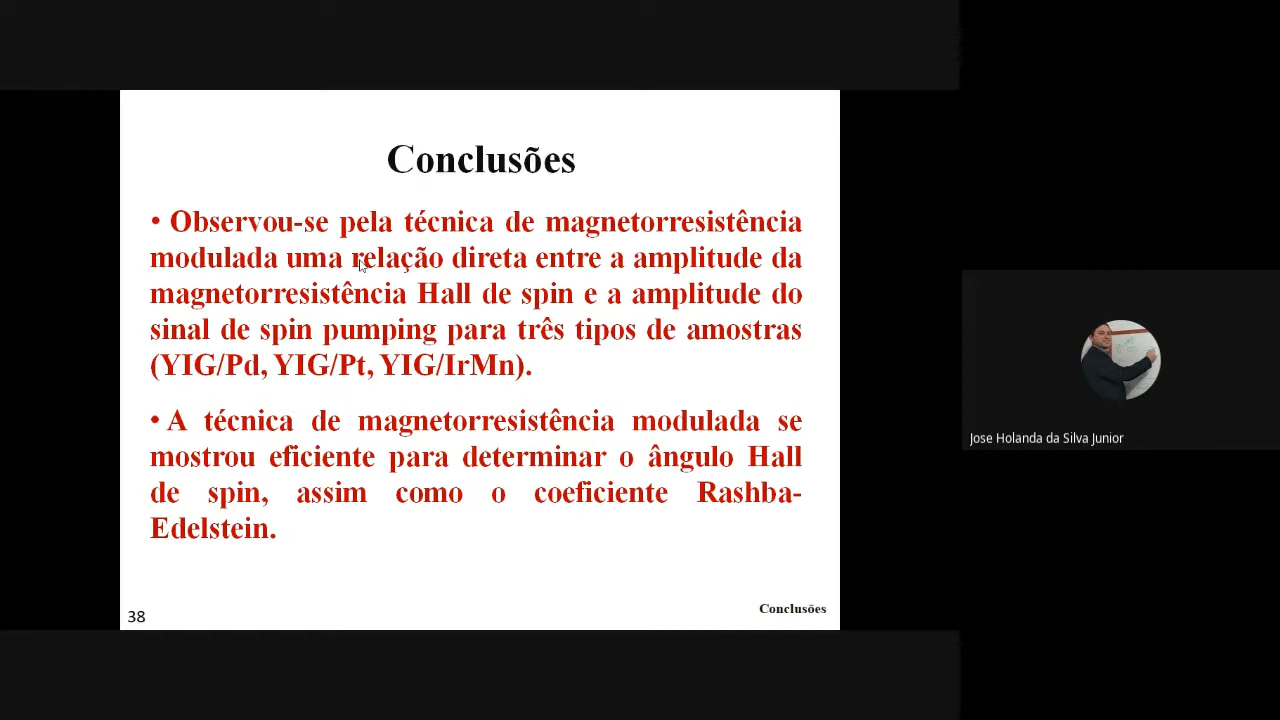 Conclusões
• Observou-se pela técnica de magnetorresistência
modulada uma relação direta entre a amplitude da
magnetorresistência Hall de spin e a amplitude do
sinal de spin pumping para três tipos de amostras
(YIG/Pd, YIG/Pt, YIG/IrMn).
• A técnica de magnetorresistência modulada se
mostrou eficiente para determinar o ângulo Hall
de spin, assim como o coeficiente Rashba-
Edelstein.
38
Conclusões
Jose Holanda da Silva Junior